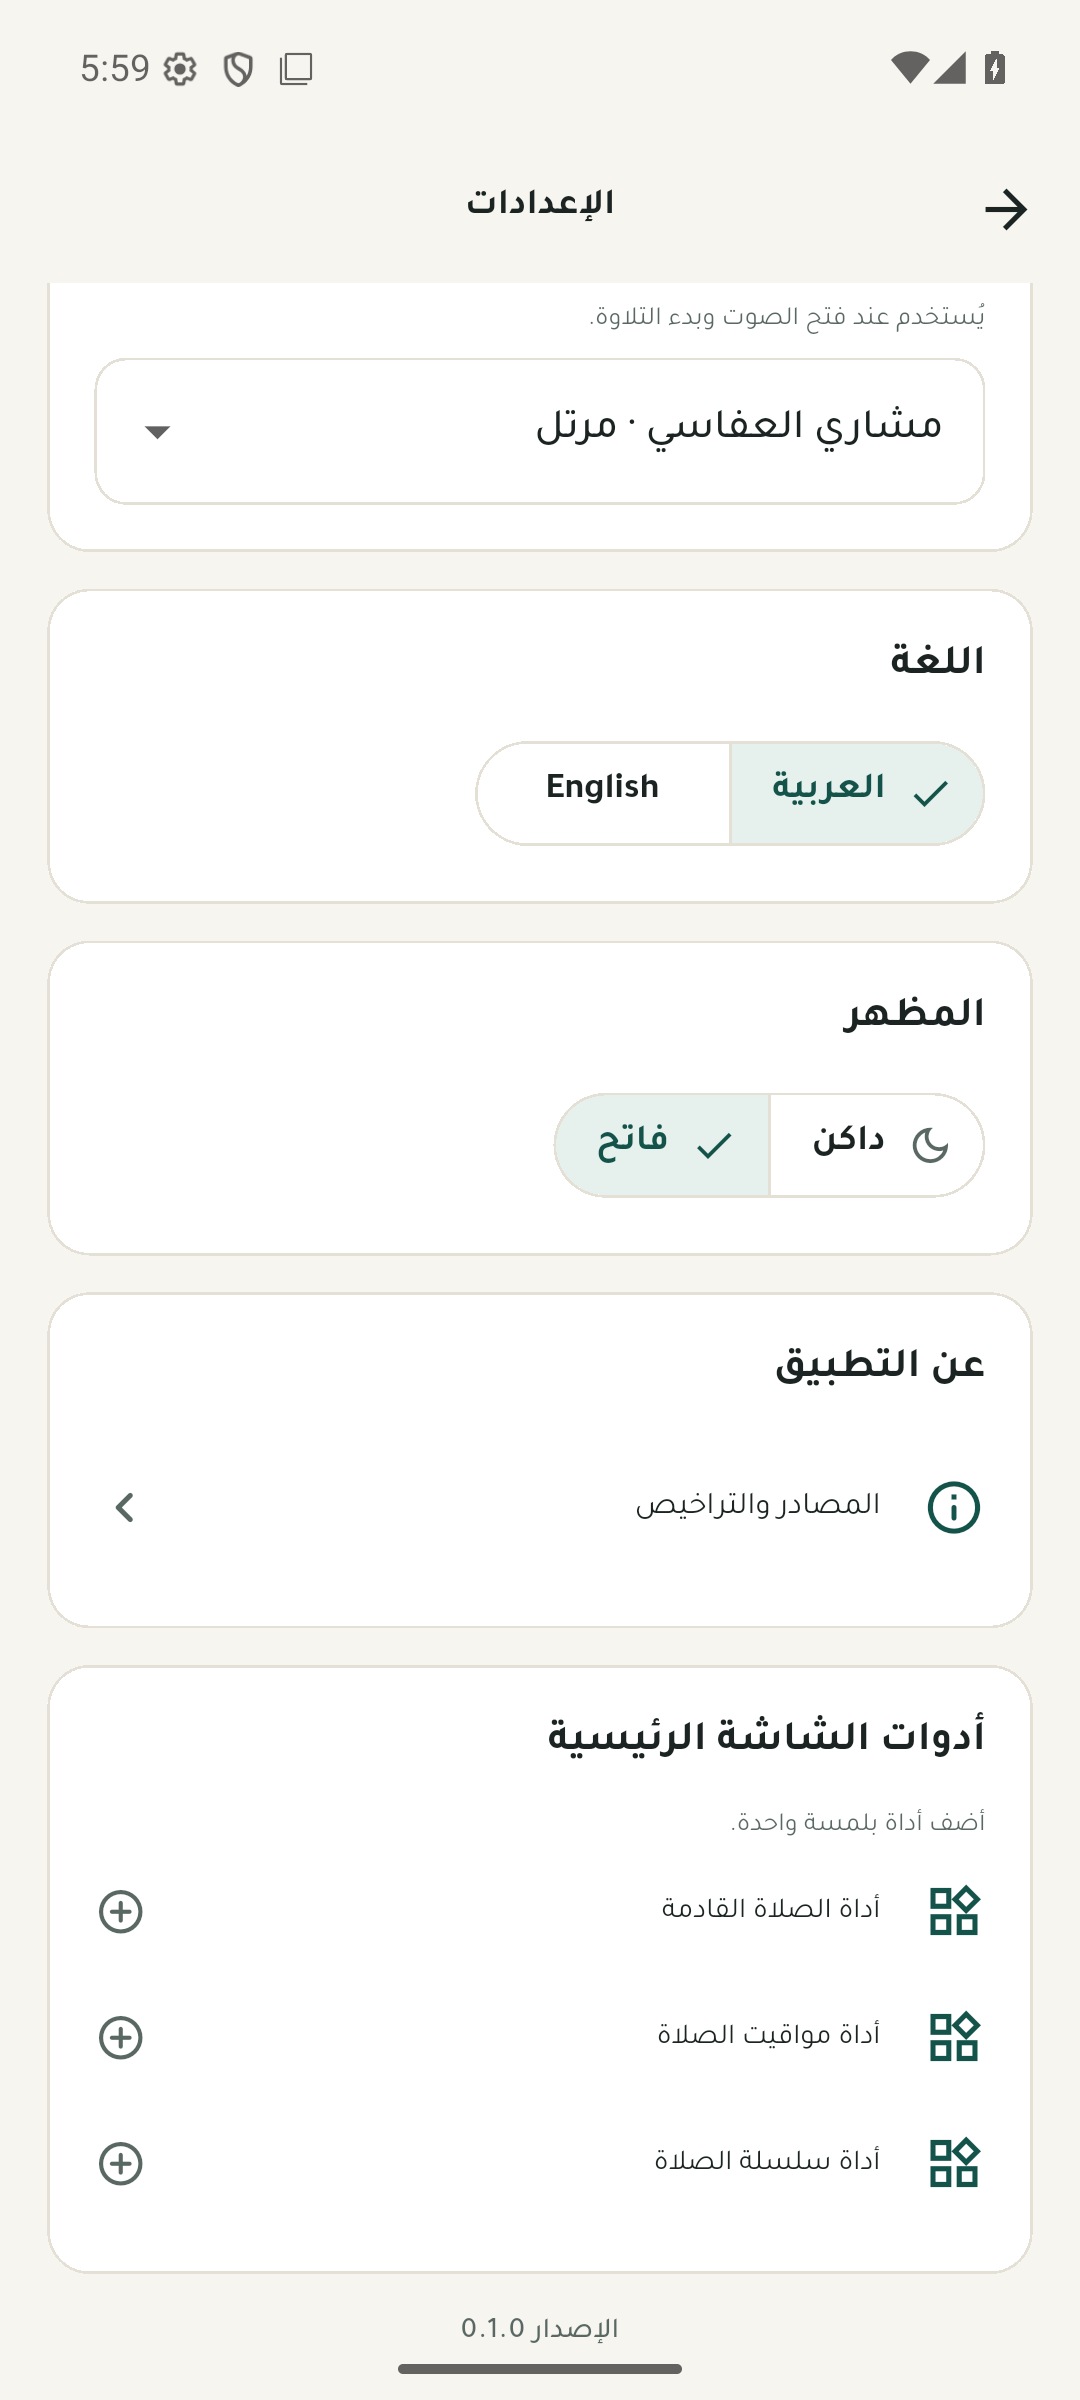 5:59
الإعدادات
يُستخدم عند فتح الصوت وبدء التلاوة.
مشاري العفاسي · مرتل
اللغة
العربية
English
المظهر
داكن
فاتح
عن التطبيق
المصادر والتراخيص
أدوات الشاشة الرئيسية
أضف أداة بلمسة واحدة.
أداة الصلاة القادمة
أداة مواقيت الصلاة
أداة سلسلة الصلاة
الإصدار 0.1.0